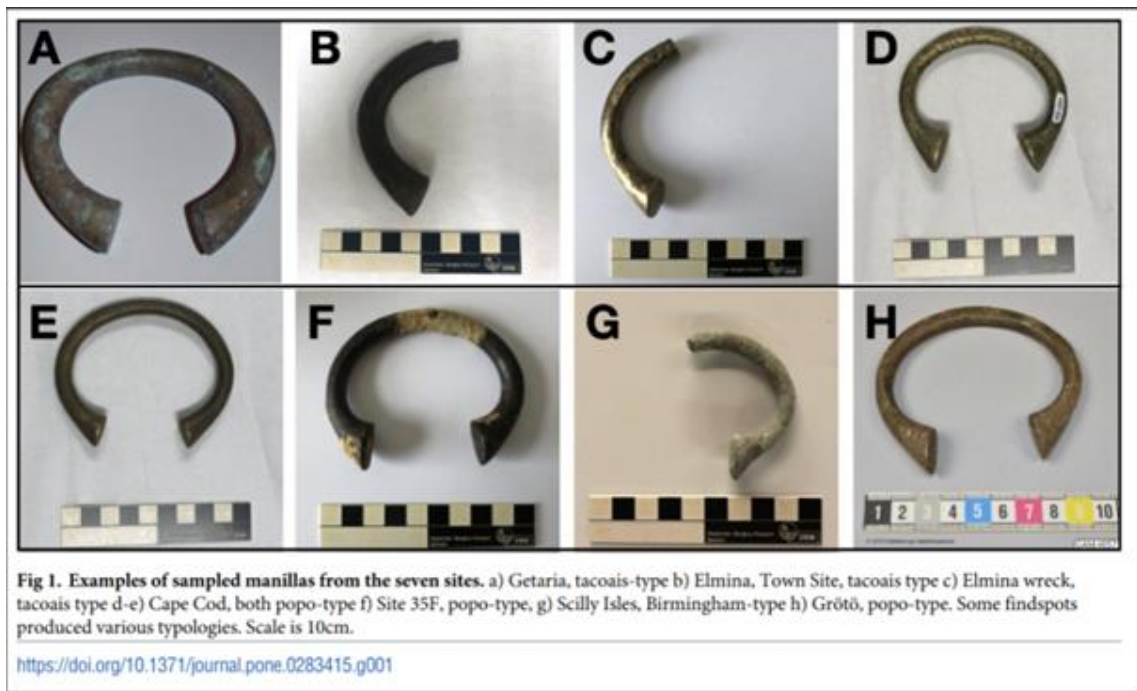 A
B
C
D
E
F
G
H
1 2 3 4 5 6 7 8 10
Fig 1. Examples of sampled manillas from the seven sites. a) Getaria, tacoais-type b) Elmina, Town Site, tacoais type c) Elmina wreck,
tacoais type d-e) Cape Cod, both popo-type f) Site 35F, popo-type, g) Scilly Isles, Birmingham-type h) Grötö, popo-type. Some findspots
produced various typologies. Scale is 10cm.
https://doi.org/10.1371/journal.pone.0283415.g001